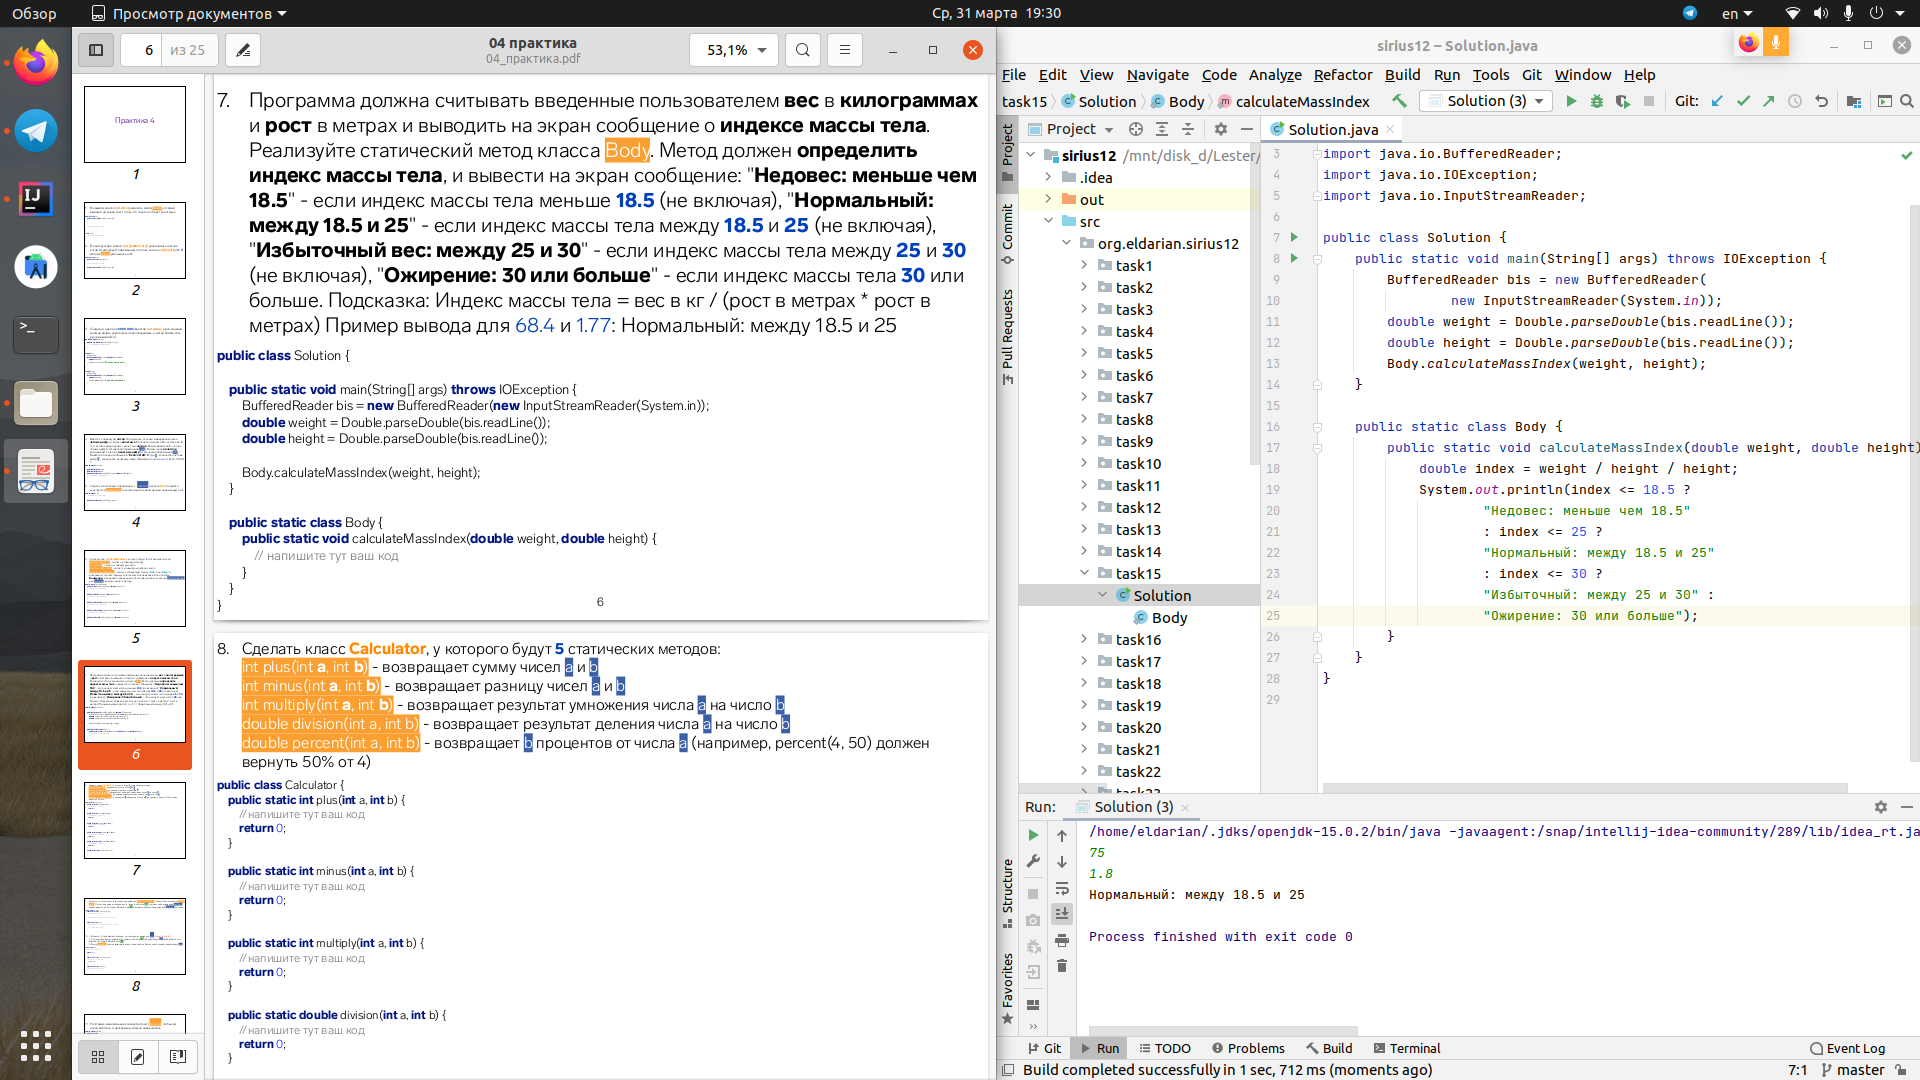 Обзор
Просмотр документов
Ср, 31 марта 19:30
en
6
из 25
04 практика
04_практика.pdf
53,1%
Практика 4
1
2
3
4
5
6
7
8
7. Программа должна считывать введенные пользователем вес в килограммах
и рост в метрах и выводить на экран сообщение о индексе массы тела.
Реализуйте статический метод класса Body. Метод должен определить
индекс массы тела, и вывести на экран сообщение: "Недовес: меньше чем
18.5" - если индекс массы тела меньше 18.5 (не включая), "Нормальный:
между 18.5 и 25" - если индекс массы тела между 18.5 и 25 (не включая),
"Избыточный вес: между 25 и 30" - если индекс массы тела между 25 и 30
(не включая), "Ожирение: 30 или больше" - если индекс массы тела 30 или
больше. Подсказка: Индекс массы тела = вес в кг / (рост в метрах * рост в
метрах) Пример вывода для 68.4 и 1.77: Нормальный: между 18.5 и 25
public class Solution {
public static void main(String[] args) throws IOException {
BufferedReader bis = new BufferedReader(new InputStreamReader(System.in));
double weight = Double.parseDouble(bis.readLine());
double height = Double.parseDouble(bis.readLine());
Body.calculateMassIndex(weight, height);
}
public static class Body {
public static void calculateMassIndex(double weight, double height) {
// напишите тут ваш код
}
}
}
6
8. Сделать класс Calculator, у которого будут 5 статических методов:
int plus(int a, int b) - возвращает сумму чисел a и b
int minus(int a, int b) - возвращает разницу чисел a и b
int multiply(int a, int b) - возвращает результат умножения числа a на число b
double division(int a, int b) - возвращает результат деления числа a на число b
double percent(int a, int b) - возвращает b процентов от числа a (например, percent(4, 50) должен
вернуть 50% от 4)
public class Calculator {
public static int plus(int a, int b) {
//напишите тут ваш код
return 0;
}
public static int minus(int a, int b) {
//напишите тут ваш код
return 0;
}
public static int multiply(int a, int b) {
//напишите тут ваш код
return 0;
}
public static double division(int a, int b) {
//напишите тут ваш код
return 0;
}
sirius12 – Solution.java
File Edit View Navigate Code Analyze Refactor Build Run Tools Git Window Help
task15 Solution Body calculateMassIndex
Solution (3)
Git:
Project
Commit
Pull Requests
Structure
Favorites
Project
sirius12 /mnt/disk_d/Lester/
.idea
out
src
org.eldarian.sirius12
task1
task2
task3
task4
task5
task6
task7
task8
task9
task10
task11
task12
task13
task14
task15
Solution
Body
task16
task17
task18
task19
task20
task21
task22
Solution.java
3 import java.io.BufferedReader;
4 import java.io.IOException;
5 import java.io.InputStreamReader;
6
7 public class Solution {
8 public static void main(String[] args) throws IOException {
9 BufferedReader bis = new BufferedReader(
10 new InputStreamReader(System.in));
11 double weight = Double.parseDouble(bis.readLine());
12 double height = Double.parseDouble(bis.readLine());
13 Body.calculateMassIndex(weight, height);
14 }
15
16 public static class Body {
17 public static void calculateMassIndex(double weight, double height)
18 double index = weight / height / height;
19 System.out.println(index <= 18.5 ?
20 "Недовес: меньше чем 18.5"
21 : index <= 25 ?
22 "Нормальный: между 18.5 и 25"
23 : index <= 30 ?
24 "Избыточный: между 25 и 30" :
25 "Ожирение: 30 или больше");
26 }
27 }
28 }
29
Run: Solution (3)
/home/eldarian/.jdks/openjdk-15.0.2/bin/java -javaagent:/snap/intellij-idea-community/289/lib/idea_rt.ja
75
1.8
Нормальный: между 18.5 и 25
Process finished with exit code 0
Git Run TODO Problems Build Terminal Event Log
Build completed successfully in 1 sec, 712 ms (moments ago)
7:1 master